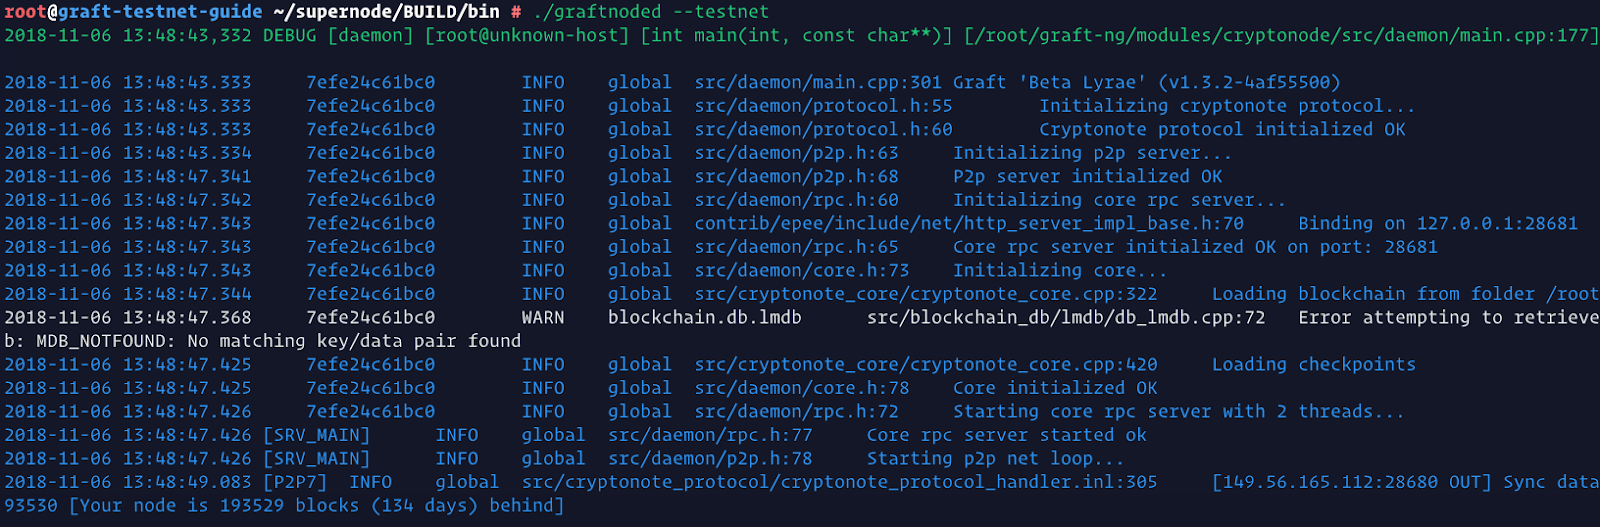 root@graft-testnet-guide ~/supernode/BUILD/bin # ./graftnoded --testnet
2018-11-06 13:48:43,332 DEBUG [daemon] [root@unknown-host] [int main(int, const char**)] [/root/graft-ng/modules/cryptonode/src/daemon/main.cpp:177]
2018-11-06 13:48:43.333 7efe24c61bc0 INFO global src/daemon/main.cpp:301 Graft 'Beta Lyrae' (v1.3.2-4af55500)
2018-11-06 13:48:43.333 7efe24c61bc0 INFO global src/daemon/protocol.h:55 Initializing cryptonote protocol...
2018-11-06 13:48:43.333 7efe24c61bc0 INFO global src/daemon/protocol.h:60 Cryptonote protocol initialized OK
2018-11-06 13:48:43.334 7efe24c61bc0 INFO global src/daemon/p2p.h:63 Initializing p2p server...
2018-11-06 13:48:47.341 7efe24c61bc0 INFO global src/daemon/p2p.h:68 P2p server initialized OK
2018-11-06 13:48:47.342 7efe24c61bc0 INFO global src/daemon/rpc.h:60 Initializing core rpc server...
2018-11-06 13:48:47.343 7efe24c61bc0 INFO global contrib/epee/include/net/http_server_impl_base.h:70 Binding on 127.0.0.1:28681
2018-11-06 13:48:47.343 7efe24c61bc0 INFO global src/daemon/rpc.h:65 Core rpc server initialized OK on port: 28681
2018-11-06 13:48:47.343 7efe24c61bc0 INFO global src/daemon/core.h:73 Initializing core...
2018-11-06 13:48:47.344 7efe24c61bc0 INFO global src/cryptonote_core/cryptonote_core.cpp:322 Loading blockchain from folder /root
2018-11-06 13:48:47.368 7efe24c61bc0 WARN blockchain.db.lmdb src/blockchain_db/lmdb/db_lmdb.cpp:72 Error attempting to retrieve
b: MDB_NOTFOUND: No matching key/data pair found
2018-11-06 13:48:47.425 7efe24c61bc0 INFO global src/cryptonote_core/cryptonote_core.cpp:420 Loading checkpoints
2018-11-06 13:48:47.425 7efe24c61bc0 INFO global src/daemon/core.h:78 Core initialized OK
2018-11-06 13:48:47.426 7efe24c61bc0 INFO global src/daemon/rpc.h:72 Starting core rpc server with 2 threads...
2018-11-06 13:48:47.426 [SRV_MAIN] INFO global src/daemon/rpc.h:77 Core rpc server started ok
2018-11-06 13:48:47.426 [SRV_MAIN] INFO global src/daemon/p2p.h:78 Starting p2p net loop...
2018-11-06 13:48:49.083 [P2P7] INFO global src/cryptonote_protocol/cryptonote_protocol_handler.inl:305 [149.56.165.112:28680 OUT] Sync data
93530 [Your node is 193529 blocks (134 days) behind]